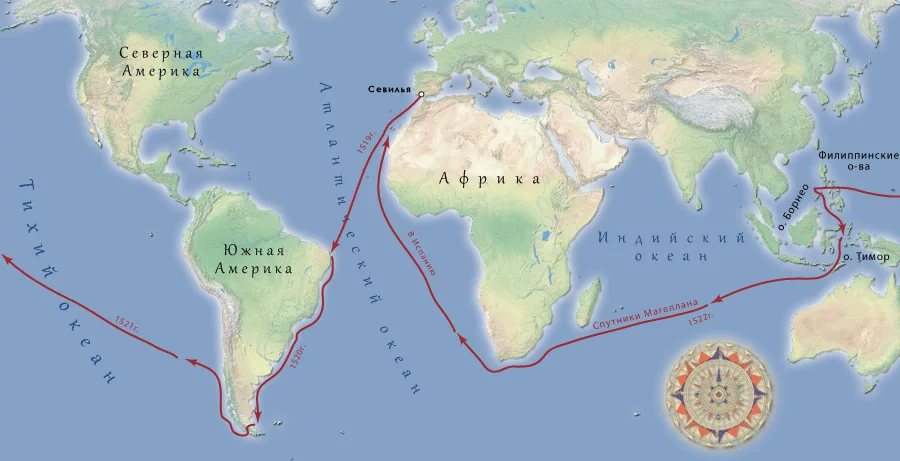 Северная
Америка
Севилья
Атлантический океан
1519г.
Африка
Филиппинские
о-ва
Тихий океан
о. Борнео
Южная
Америка
В Испанию
Индийский
океан
о. Тимор
Спутники Магеллана
1522г.
1521г.
1520г.